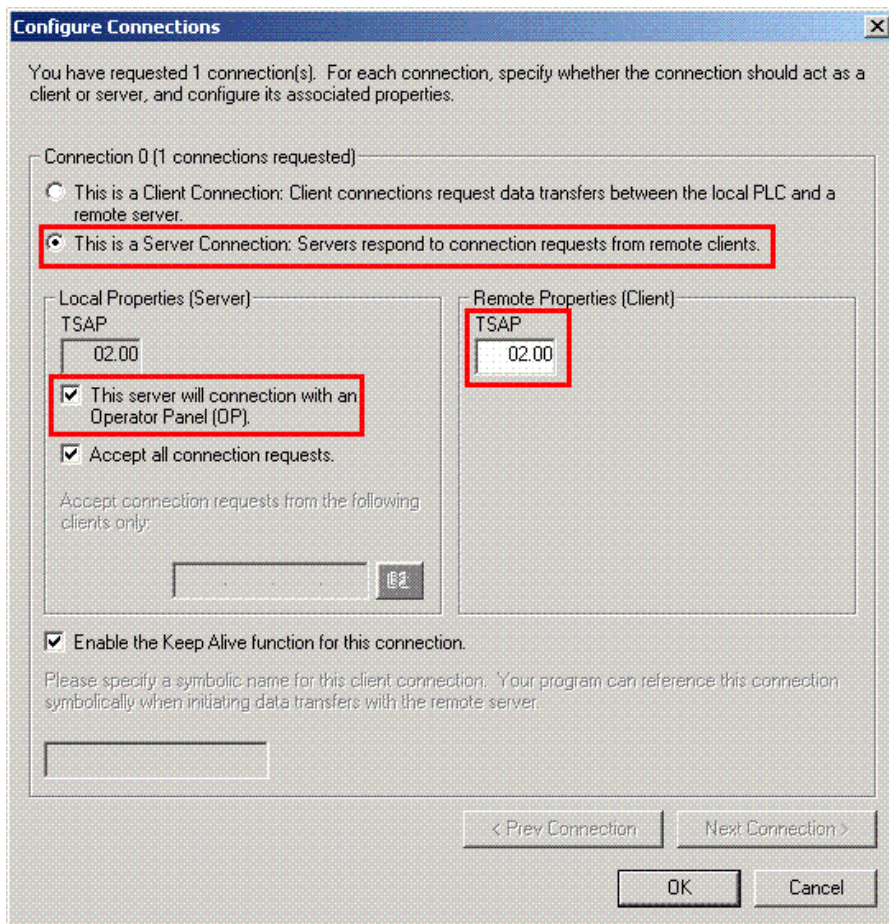 Configure Connections
You have requested 1 connection(s). For each connection, specify whether the connection should act as a
client or server, and configure its associated properties.
Connection 0 (1 connections requested)
This is a Client Connection: Client connections request data transfers between the local PLC and a
remote server.
This is a Server Connection: Servers respond to connection requests from remote clients.
Local Properties (Server)
TSAP
02.00
This server will connection with an
Operator Panel (OP).
Accept all connection requests.
Accept connection requests from the following
clients only:
Remote Properties (Client)
TSAP
02.00
Enable the Keep Alive function for this connection.
Please specify a symbolic name for this client connection. Your program can reference this connection
symbolically when initiating data transfers with the remote server.
< Prev Connection
Next Connection >
OK
Cancel